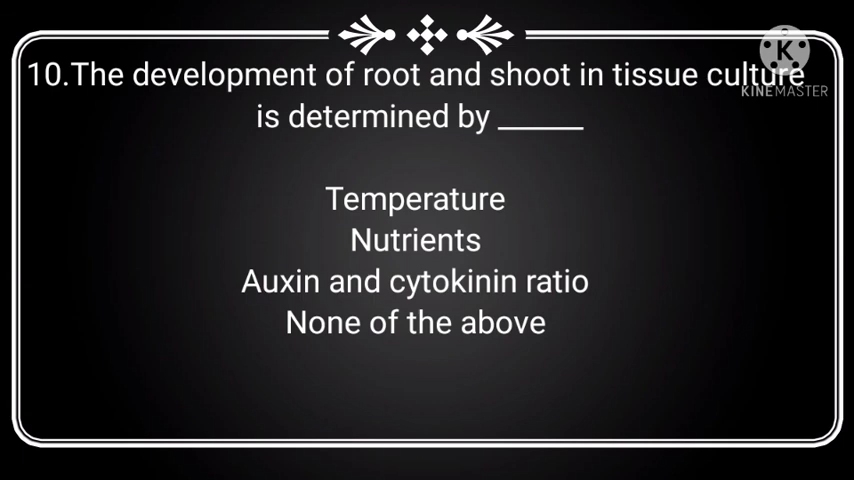 10.The development of root and shoot in tissue culture
is determined by ______
Temperature
Nutrients
Auxin and cytokinin ratio
None of the above
K
KINEMASTER